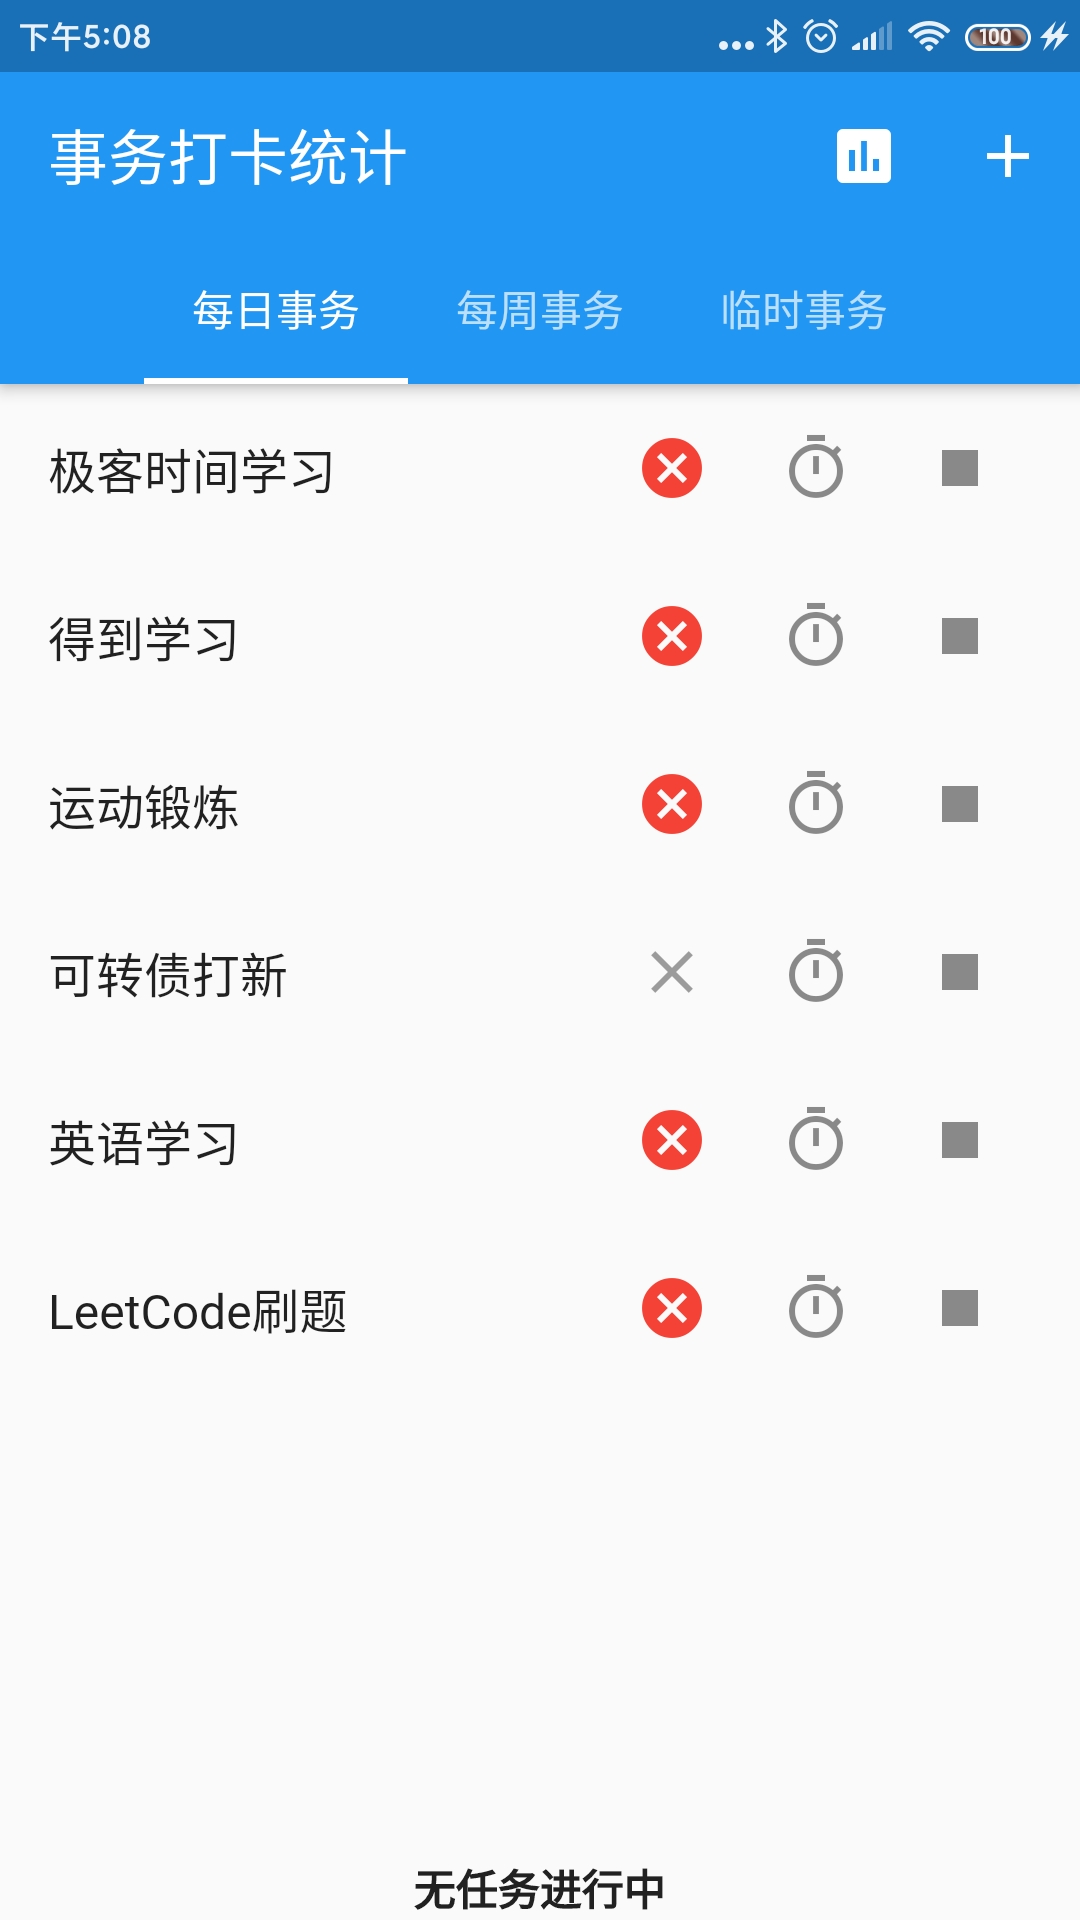 下午5:08
100
事务打卡统计
每日事务 每周事务 临时事务
极客时间学习
得到学习
运动锻炼
可转债打新
英语学习
LeetCode刷题
无任务进行中